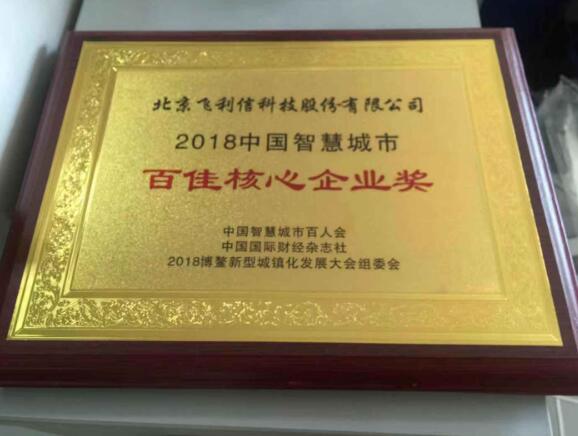 北京飞利信科技股份有限公司
2018中国智慧城市
百佳核心企业奖
中国智慧城市百人会
中国国际财经杂志社
2018博鳌新型城镇化发展大会组委会